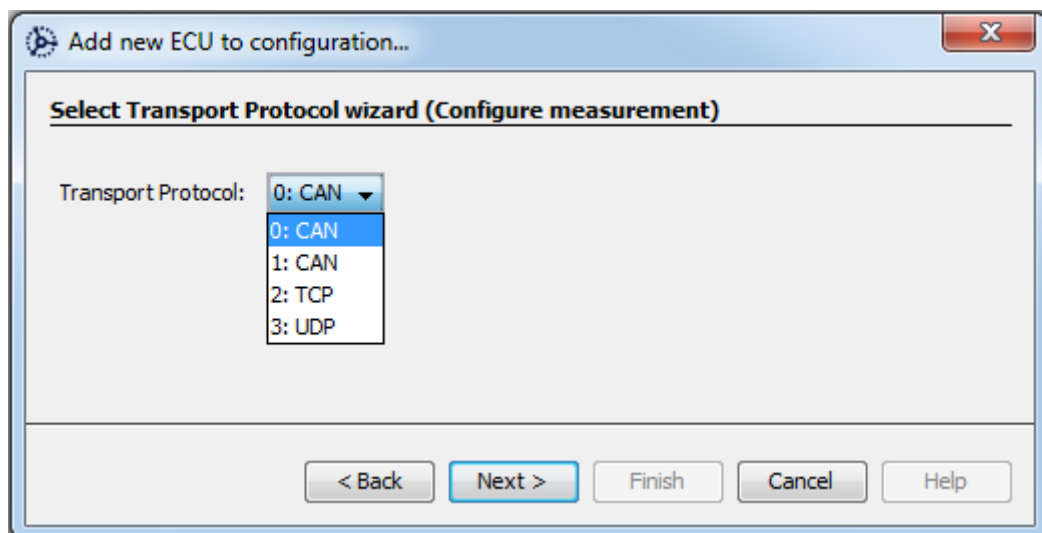 Add new ECU to configuration...
Select Transport Protocol wizard (Configure measurement)
Transport Protocol: 0: CAN
0: CAN
1: CAN
2: TCP
3: UDP
< Back Next > Finish Cancel Help